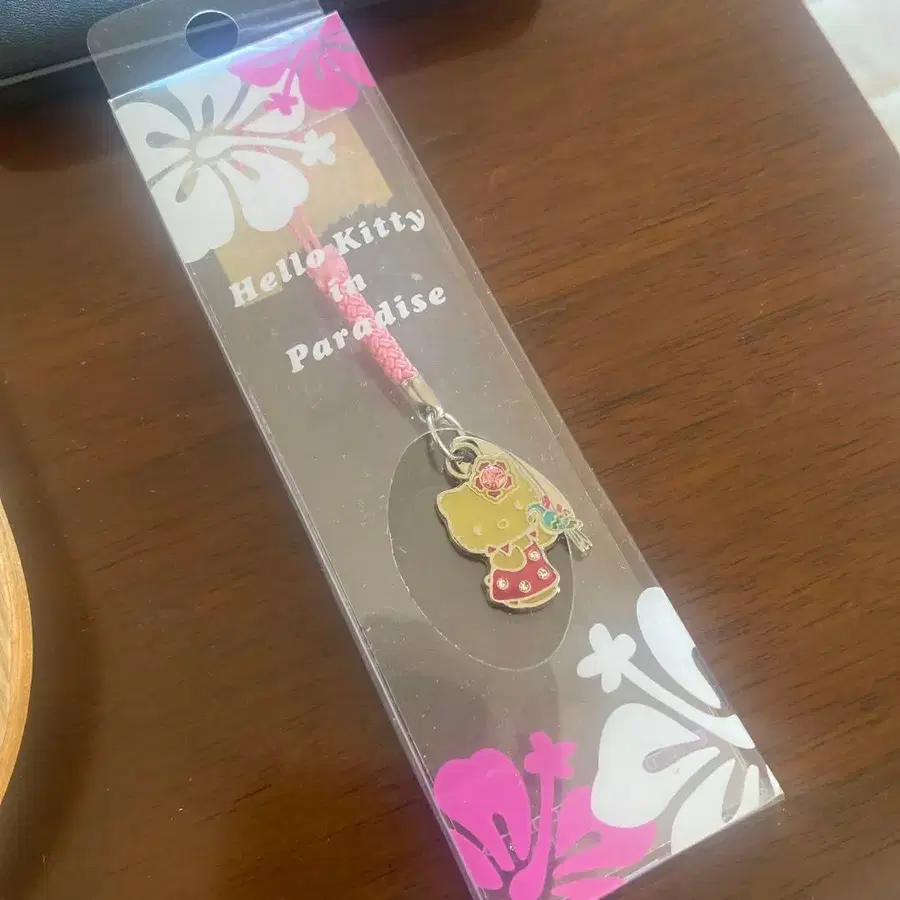 Hello Kitty
in
Paradise